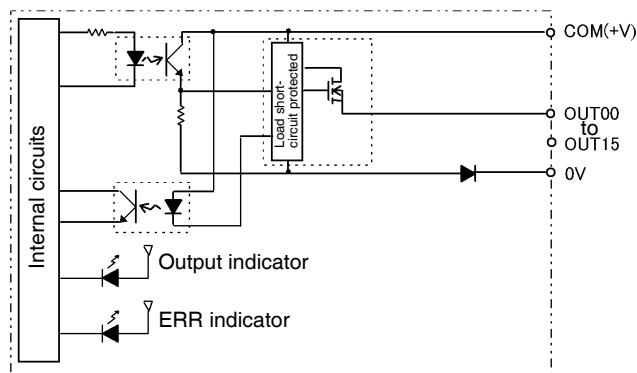 COM(+V)
Internal circuits
Load short-
circuit protected
OUT00
to
OUT15
0V
Output indicator
ERR indicator